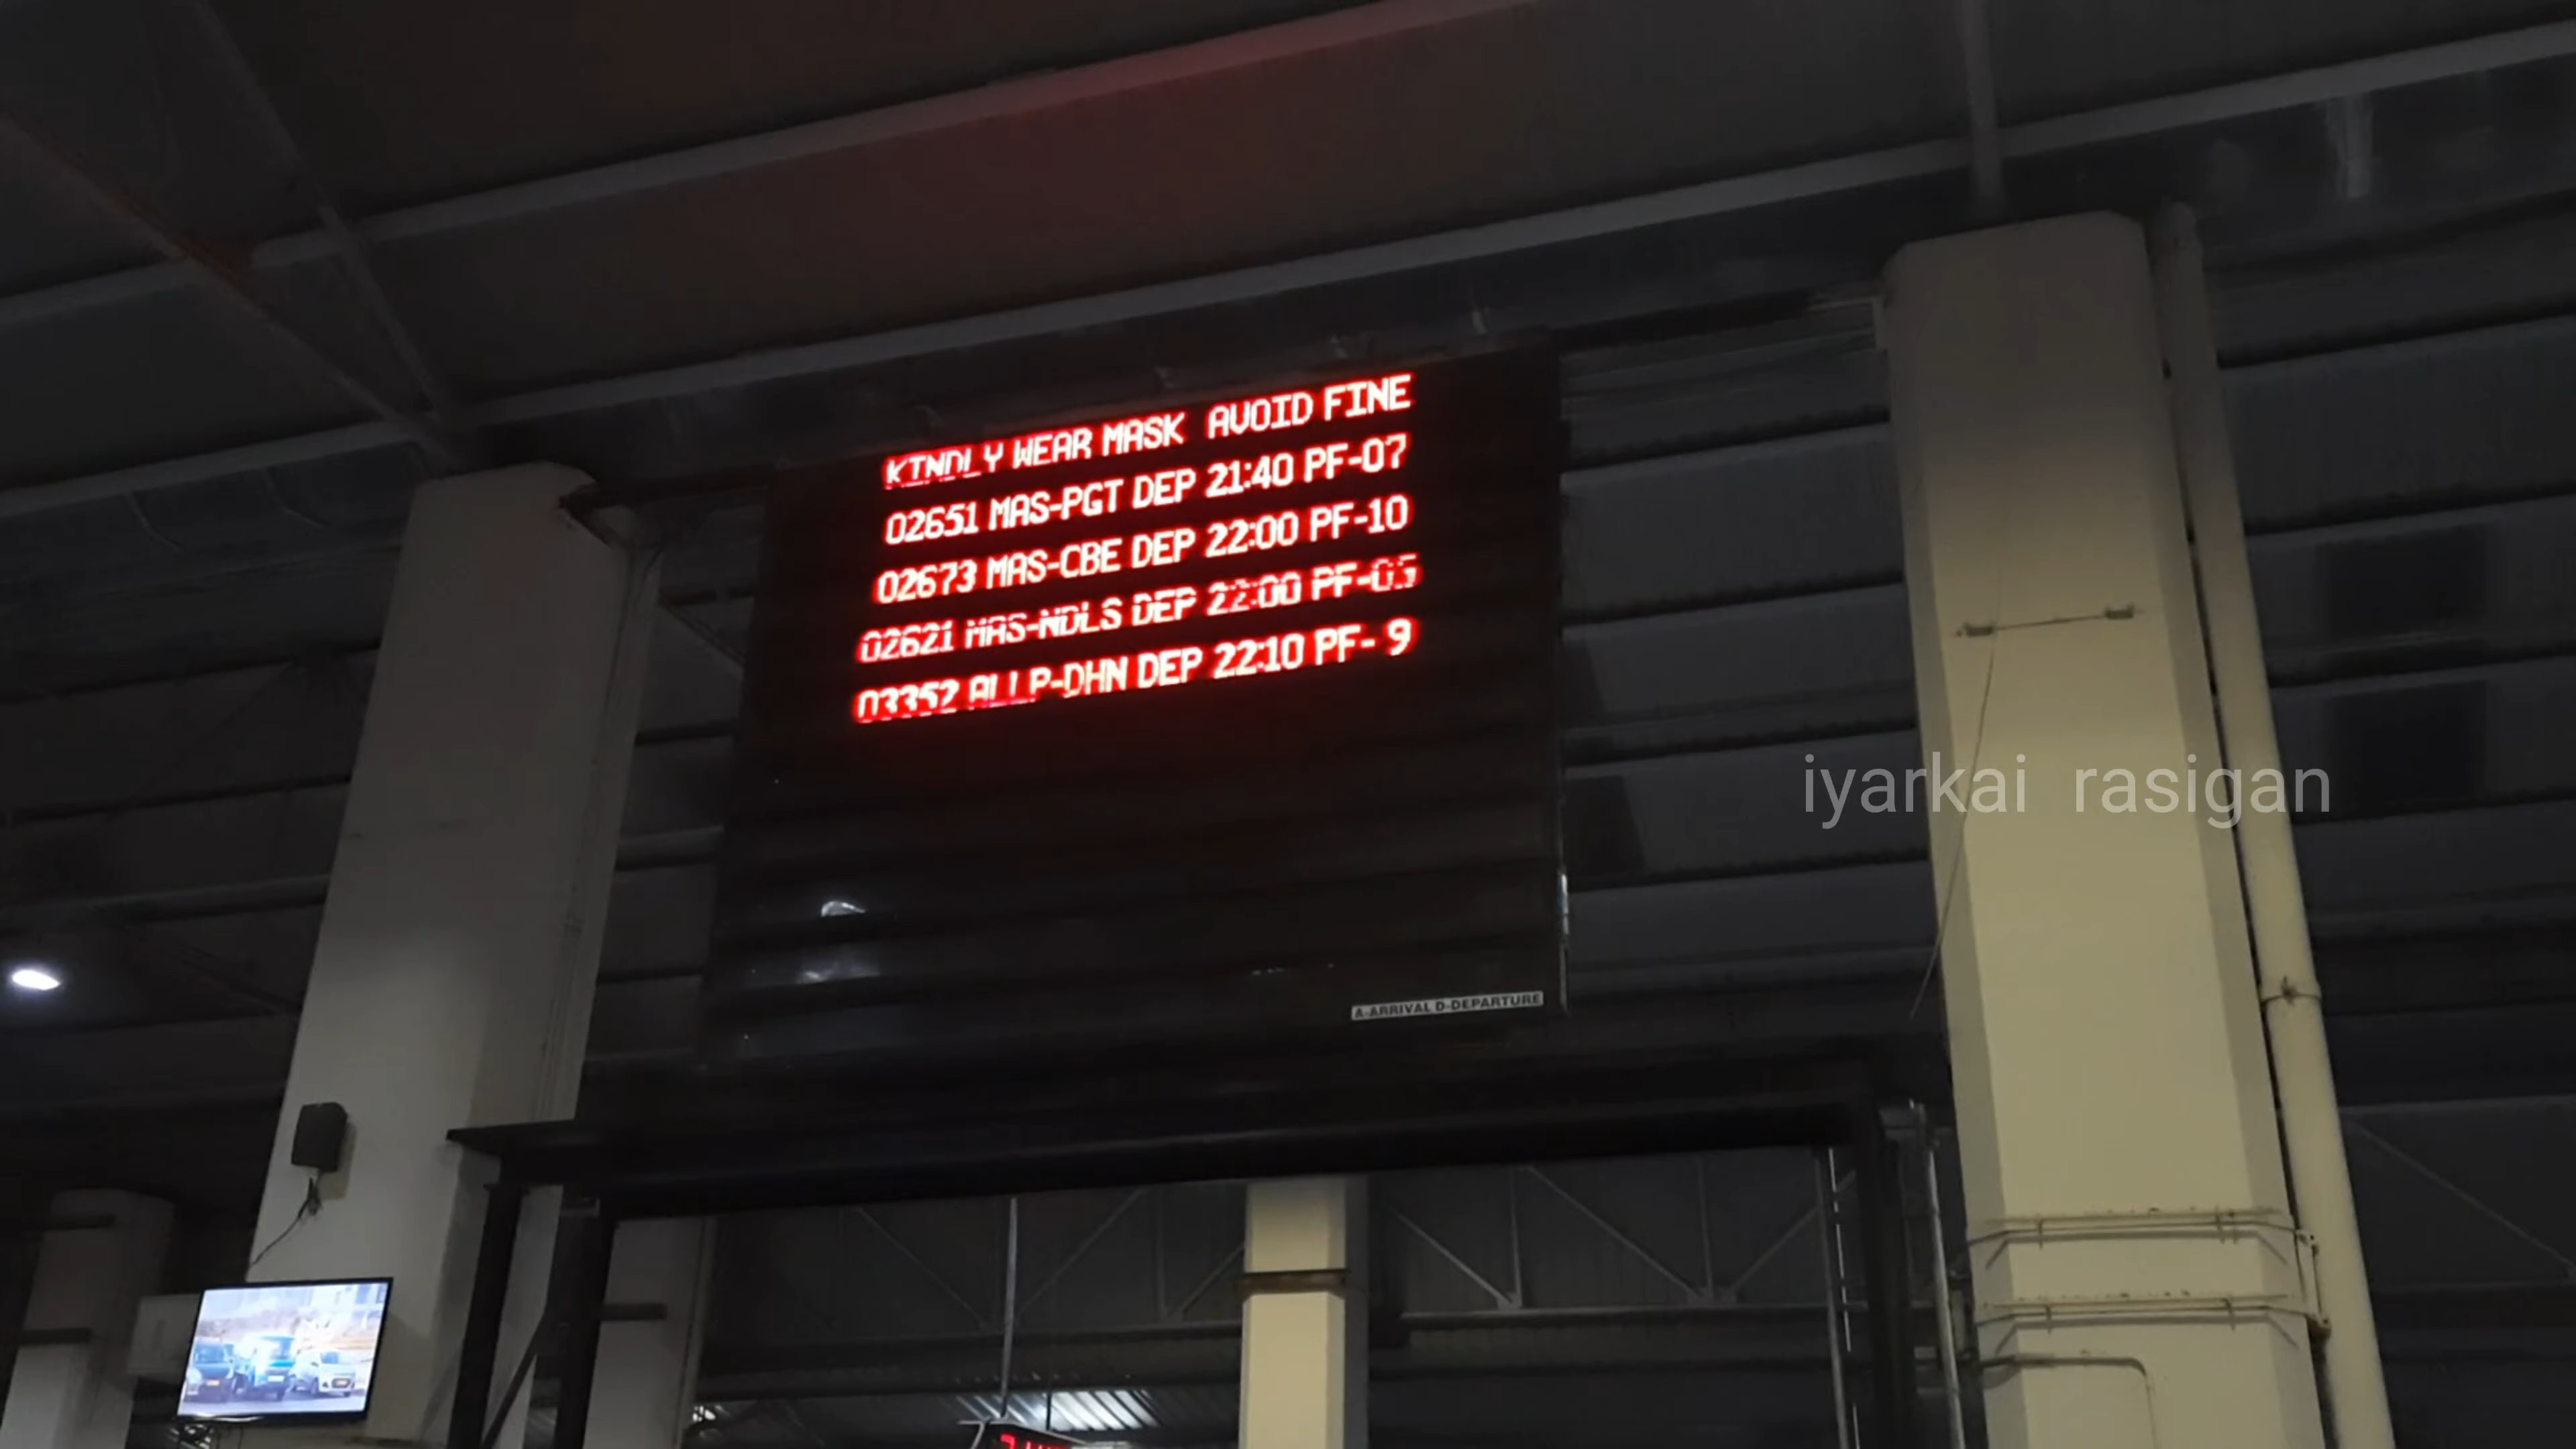 KINDLY WEAR MASK AVOID FINE
02651 MAS-PGT DEP 21:40 PF-07
02673 MAS-CBE DEP 22:00 PF-10
02621 MAS-NDLS DEP 22:00 PF-05
03352 ALLP-DHN DEP 22:10 PF- 9
iyarkai rasigan
A-ARRIVAL D-DEPARTURE